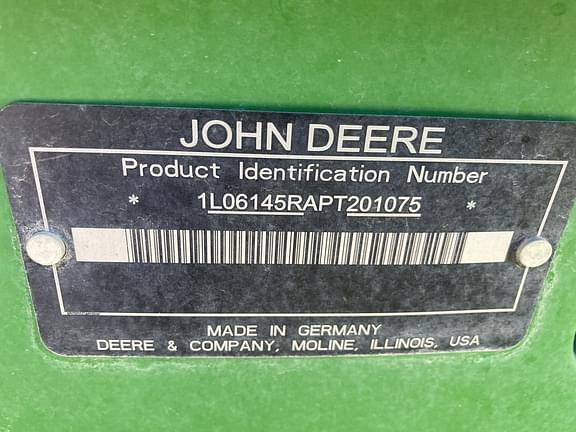 JOHN DEERE
Product Identification Number
* 1L06145RAPT201075 *
MADE IN GERMANY
DEERE & COMPANY, MOLINE, ILLINOIS, USA